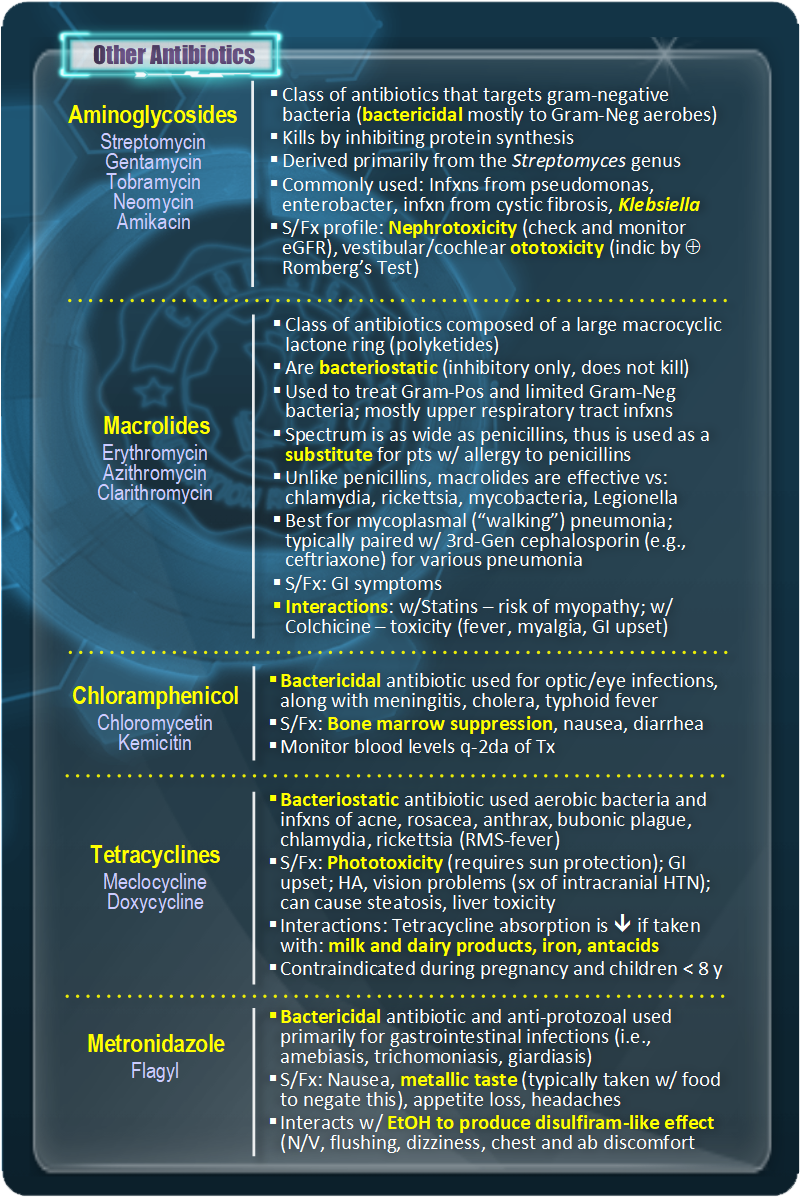 Other Antibiotics
Aminoglycosides
Streptomycin
Gentamycin
Tobramycin
Neomycin
Amikacin
▪ Class of antibiotics that targets gram-negative
bacteria (bactericidal mostly to Gram-Neg aerobes)
▪ Kills by inhibiting protein synthesis
▪ Derived primarily from the Streptomyces genus
▪ Commonly used: Infxns from pseudomonas,
enterobacter, infxn from cystic fibrosis, Klebsiella
▪ S/Fx profile: Nephrotoxicity (check and monitor
eGFR), vestibular/cochlear ototoxicity (indic by ⊕
Romberg's Test)
Macrolides
Erythromycin
Azithromycin
Clarithromycin
▪ Class of antibiotics composed of a large macrocyclic
lactone ring (polyketides)
▪ Are bacteriostatic (inhibitory only, does not kill)
▪ Used to treat Gram-Pos and limited Gram-Neg
bacteria; mostly upper respiratory tract infxns
▪ Spectrum is as wide as penicillins, thus is used as a
substitute for pts w/ allergy to penicillins
▪ Unlike penicillins, macrolides are effective vs:
chlamydia, rickettsia, mycobacteria, Legionella
▪ Best for mycoplasmal (“walking”) pneumonia;
typically paired w/ 3rd-Gen cephalosporin (e.g.,
ceftriaxone) for various pneumonia
▪ S/Fx: GI symptoms
▪ Interactions: w/Statins – risk of myopathy; w/
Colchicine – toxicity (fever, myalgia, GI upset)
Chloramphenicol
Chloromycetin
Kemicitin
▪ Bactericidal antibiotic used for optic/eye infections,
along with meningitis, cholera, typhoid fever
▪ S/Fx: Bone marrow suppression, nausea, diarrhea
▪ Monitor blood levels q-2da of Tx
Tetracyclines
Meclocycline
Doxycycline
▪ Bacteriostatic antibiotic used aerobic bacteria and
infxns of acne, rosacea, anthrax, bubonic plague,
chlamydia, rickettsia (RMS-fever)
▪ S/Fx: Phototoxicity (requires sun protection); GI
upset; HA, vision problems (sx of intracranial HTN);
can cause steatosis, liver toxicity
▪ Interactions: Tetracycline absorption is 🡳 if taken
with: milk and dairy products, iron, antacids
▪ Contraindicated during pregnancy and children < 8 y
Metronidazole
Flagyl
▪ Bactericidal antibiotic and anti-protozoal used
primarily for gastrointestinal infections (i.e.,
amebiasis, trichomoniasis, giardiasis)
▪ S/Fx: Nausea, metallic taste (typically taken w/ food
to negate this), appetite loss, headaches
▪ Interacts w/ EtOH to produce disulfiram-like effect
(N/V, flushing, dizziness, chest and ab discomfort